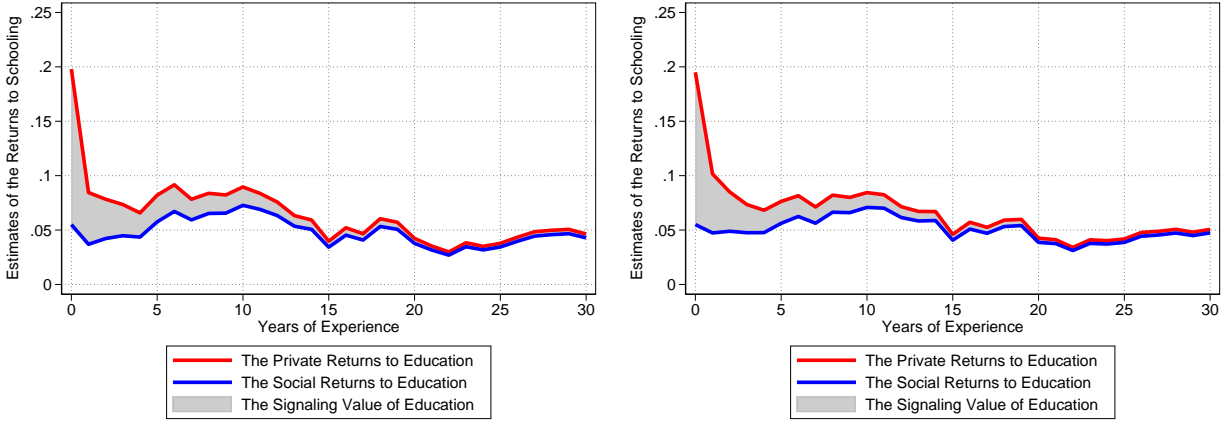 Estimates of the Returns to Schooling
.25
.2
.15
.1
.05
0
0 5 10 15 20 25 30
Years of Experience
The Private Returns to Education
The Social Returns to Education
The Signaling Value of Education
Estimates of the Returns to Schooling
.25
.2
.15
.1
.05
0
0 5 10 15 20 25 30
Years of Experience
The Private Returns to Education
The Social Returns to Education
The Signaling Value of Education